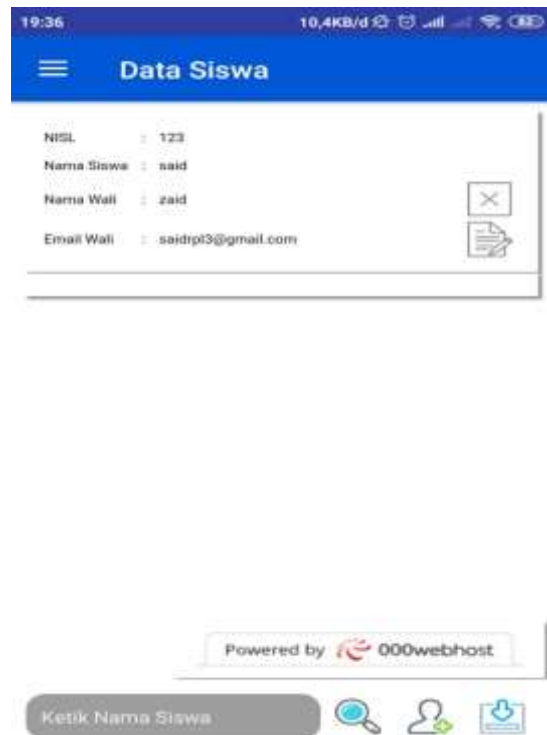 19:36 10,4KB/d
Data Siswa
NISL : 123
Nama Siswa : said
Nama Wali : zaid
Email Wali : saidrpl3@gmail.com
Powered by 000webhost
Ketik Nama Siswa